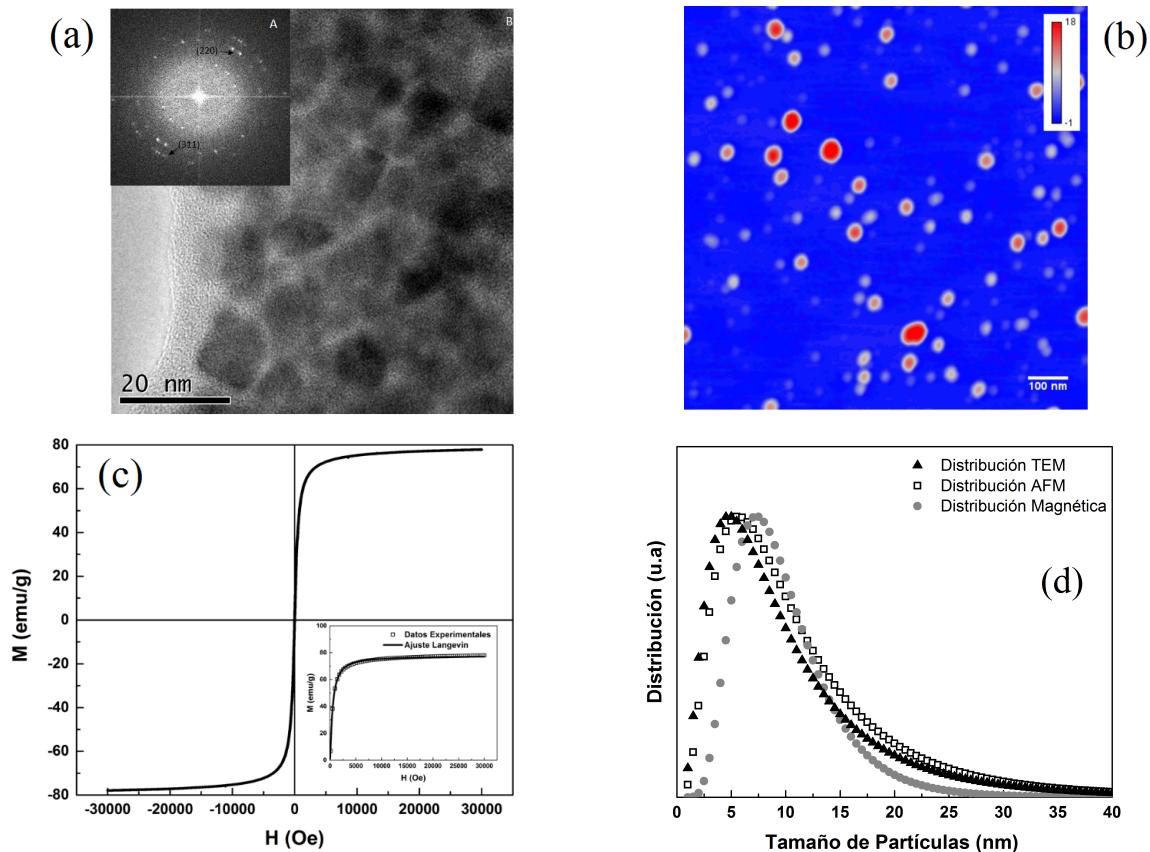 (a)
A
B
(220)
(311)
20 nm
(b)
18
-1
100 nm
(c)
M (emu/g)
80
60
40
20
0
-20
-40
-60
-80
-30000 -20000 -10000 0 10000 20000 30000
H (Oe)
M (emu/g)
100
80
60
40
20
0
Datos Experimentales
Ajuste Langevin
0 5000 10000 15000 20000 25000 30000
H (Oe)
(d)
Distribución TEM
Distribución AFM
Distribución Magnética
Distribución (u.a)
0 5 10 15 20 25 30 35 40
Tamaño de Partículas (nm)